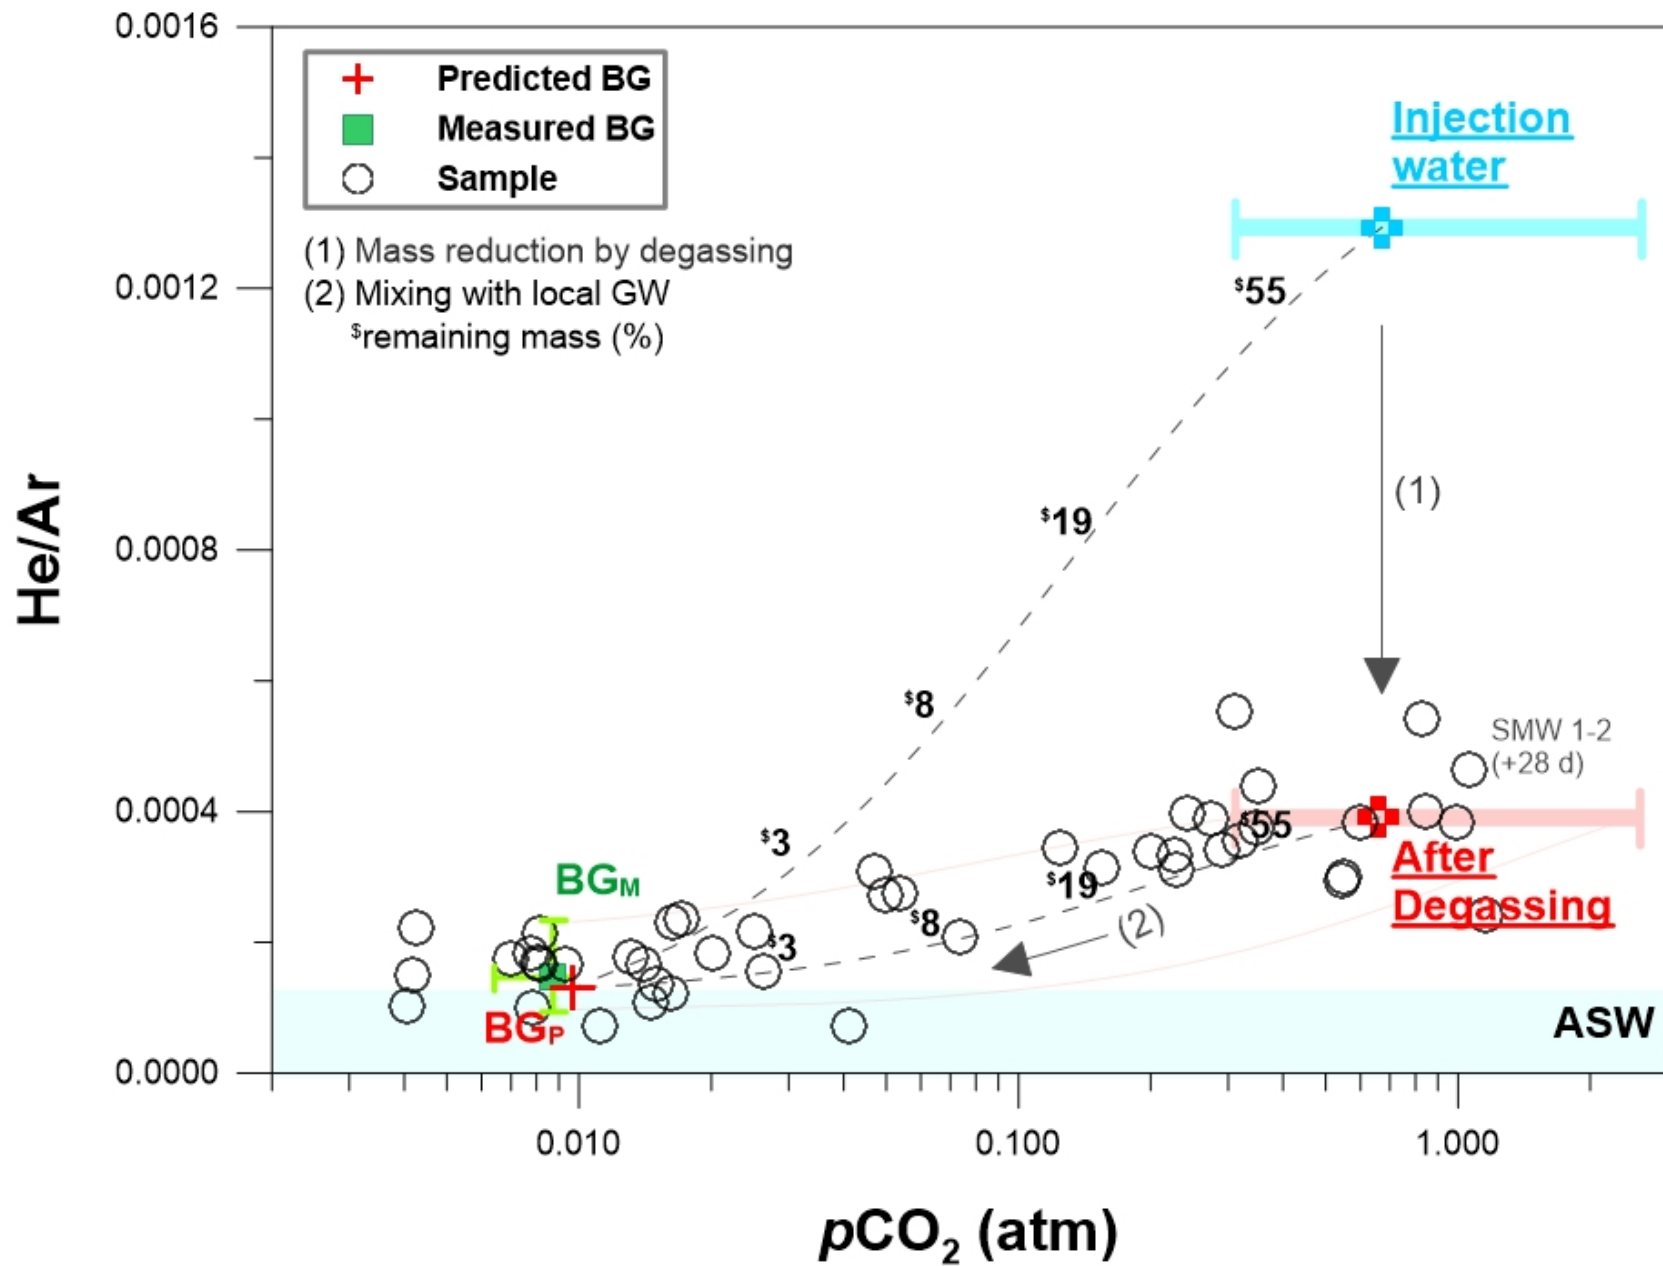 0.0016
0.0012
0.0008
0.0004
0.0000
He/Ar
Predicted BG
Measured BG
Sample
(1) Mass reduction by degassing
(2) Mixing with local GW
$remaining mass (%)
Injection
water
$55
$19
(1)
$8
SMW 1-2
(+28 d)
$3
$55
BGM
After
Degassing
$19
$8
(2)
$3
BGP
ASW
0.010
0.100
1.000
pCO2 (atm)